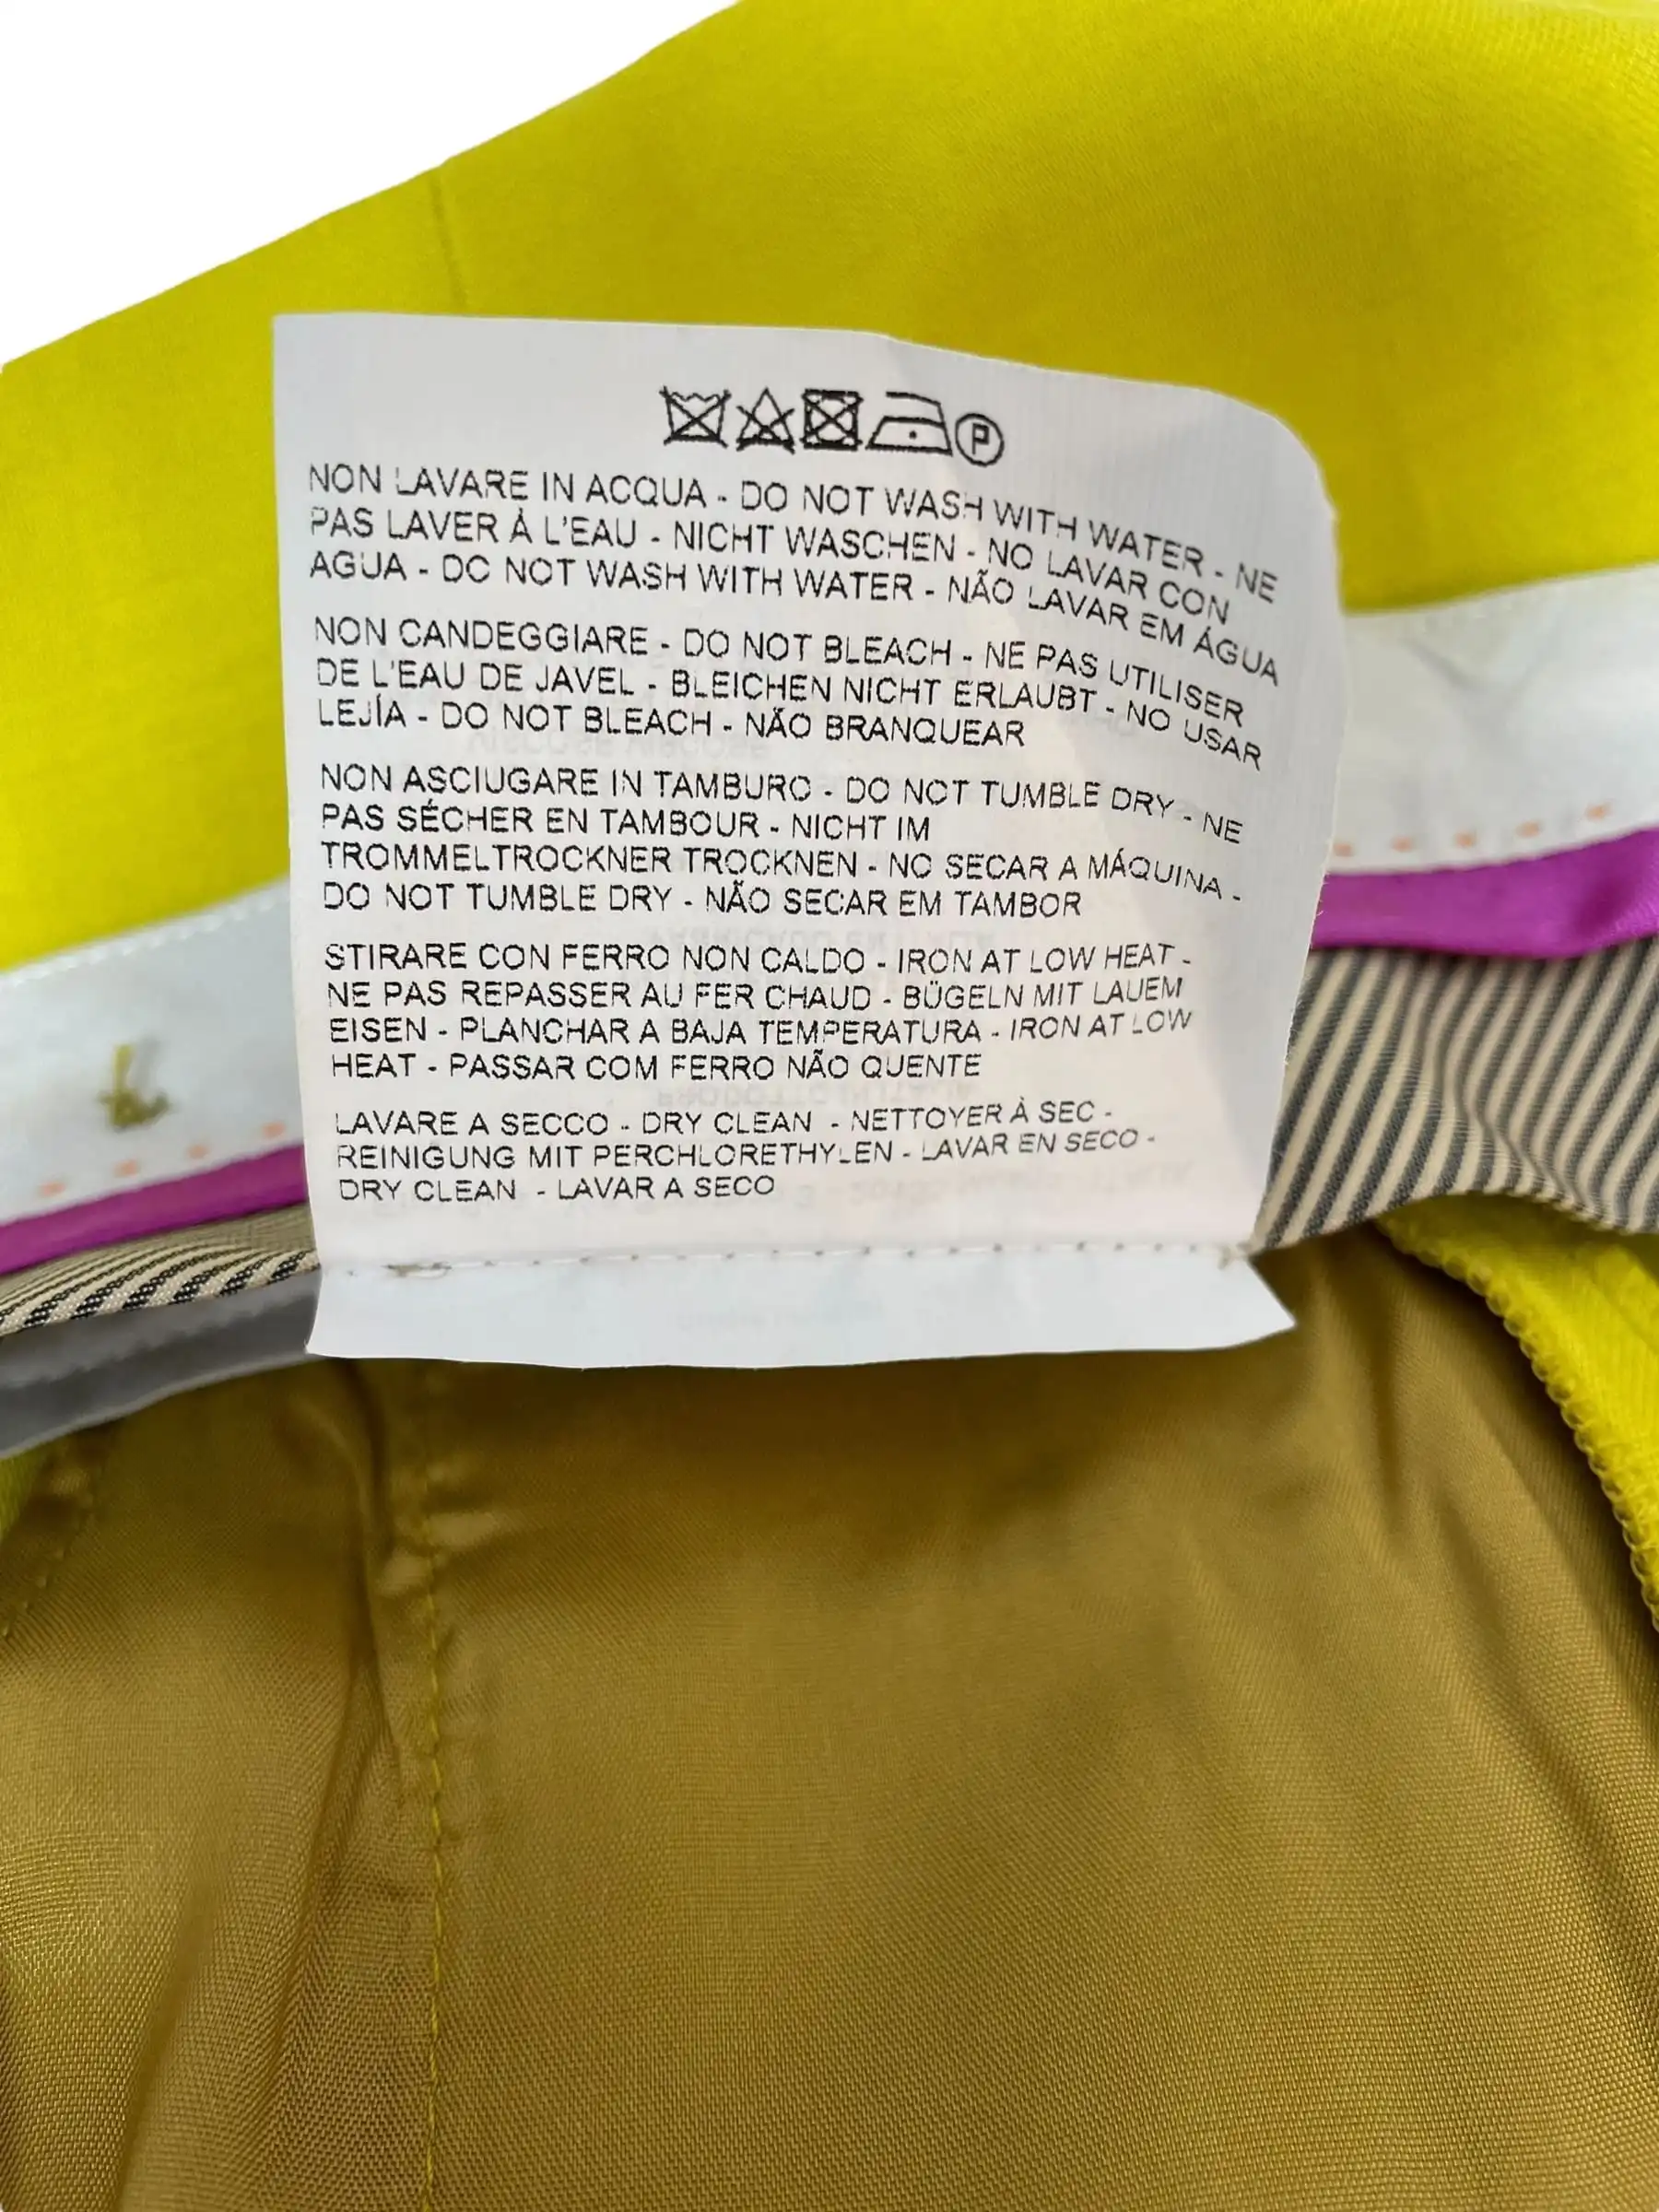 P
NON LAVARE IN ACQUA - DO NOT WASH WITH WATER - NE
PAS LAVER À L'EAU - NICHT WASCHEN - NO LAVAR CON
AGUA - DO NOT WASH WITH WATER - NÃO LAVAR EM ÁGUA
NON CANDEGGIARE - DO NOT BLEACH - NE PAS UTILISER
DE L'EAU DE JAVEL - BLEICHEN NICHT ERLAUBT - NO USAR
LEJÍA - DO NOT BLEACH - NÃO BRANQUEAR
NON ASCIUGARE IN TAMBURO - DO NOT TUMBLE DRY - NE
PAS SÉCHER EN TAMBOUR - NICHT IM
TROMMELTROCKNER TROCKNEN - NO SECAR A MÁQUINA -
DO NOT TUMBLE DRY - NÃO SECAR EM TAMBOR
STIRARE CON FERRO NON CALDO - IRON AT LOW HEAT -
NE PAS REPASSER AU FER CHAUD - BÜGELN MIT LAUEM
EISEN - PLANCHAR A BAJA TEMPERATURA - IRON AT LOW
HEAT - PASSAR COM FERRO NÃO QUENTE
LAVARE A SECCO - DRY CLEAN - NETTOYER À SEC -
REINIGUNG MIT PERCHLORETHYLEN - LAVAR EN SECO -
DRY CLEAN - LAVAR A SECO